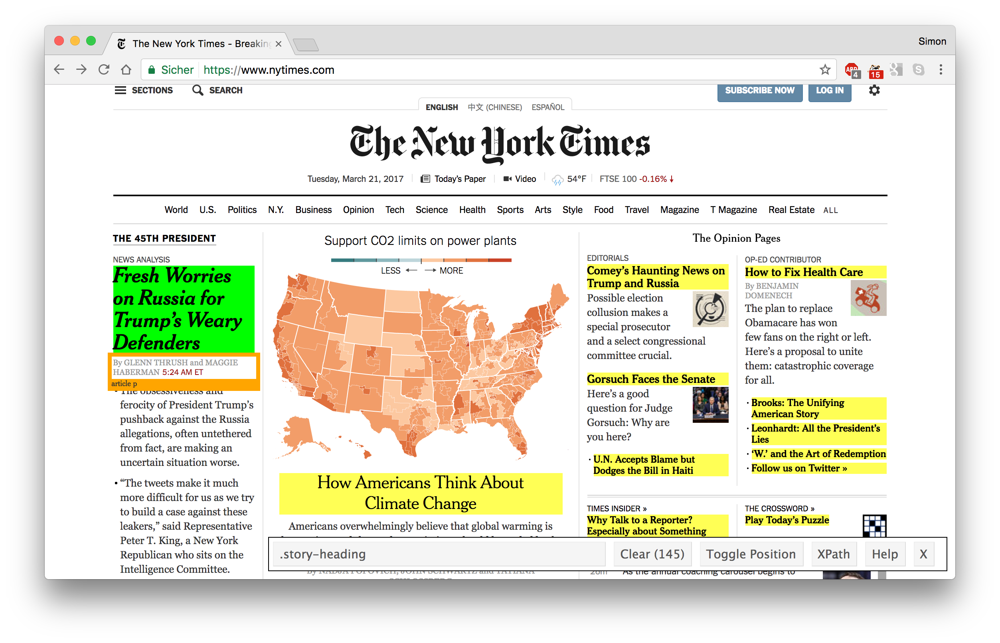 The New York Times - Breaking
Simon
Sicher https://www.nytimes.com
ABP 4
15
S
SECTIONS SEARCH
SUBSCRIBE NOW LOG IN
ENGLISH 中文 (CHINESE) ESPAÑOL
The New York Times
Tuesday, March 21, 2017 Today's Paper Video 54°F FTSE 100 -0.16% ↓
World U.S. Politics N.Y. Business Opinion Tech Science Health Sports Arts Style Food Travel Magazine T Magazine Real Estate ALL
THE 45TH PRESIDENT
NEWS ANALYSIS
Fresh Worries
on Russia for
Trump’s Weary
Defenders
By GLENN THRUSH and MAGGIE
HABERMAN 5:24 AM ET
article p
· The obsessiveness and
ferocity of President Trump’s
pushback against the Russia
allegations, often untethered
from fact, are making an
uncertain situation worse.
• “The tweets make it much
more difficult for us as we try
to build a case against these
leakers,” said Representative
Peter T. King, a New York
Republican who sits on the
Intelligence Committee.
Support CO2 limits on power plants
LESS ← → MORE
How Americans Think About
Climate Change
Americans overwhelmingly believe that global warming is
By NADJA POPOVICH, JOHN SCHWARTZ and TATIANA
SCHLOSSBERG
The Opinion Pages
EDITORIALS
Comey’s Haunting News on
Trump and Russia
Possible election
collusion makes a
special prosecutor
and a select congressional
committee crucial.
Gorsuch Faces the Senate
Here’s a good
question for Judge
Gorsuch: Why are
you here?
· U.N. Accepts Blame but
Dodges the Bill in Haiti
OP-ED CONTRIBUTOR
How to Fix Health Care
By BENJAMIN
DOMENECH
The plan to replace
Obamacare has won
few fans on the right or left.
Here’s a proposal to unite
them: catastrophic coverage
for all.
· Brooks: The Unifying
American Story
· Leonhardt: All the President’s
Lies
· ‘W.’ and the Art of Redemption
· Follow us on Twitter »
TIMES INSIDER »
Why Talk to a Reporter?
Especially about Something
THE CROSSWORD »
Play Today’s Puzzle
26m As the annual coaching carousel begins to
.story-heading Clear (145) Toggle Position XPath Help X